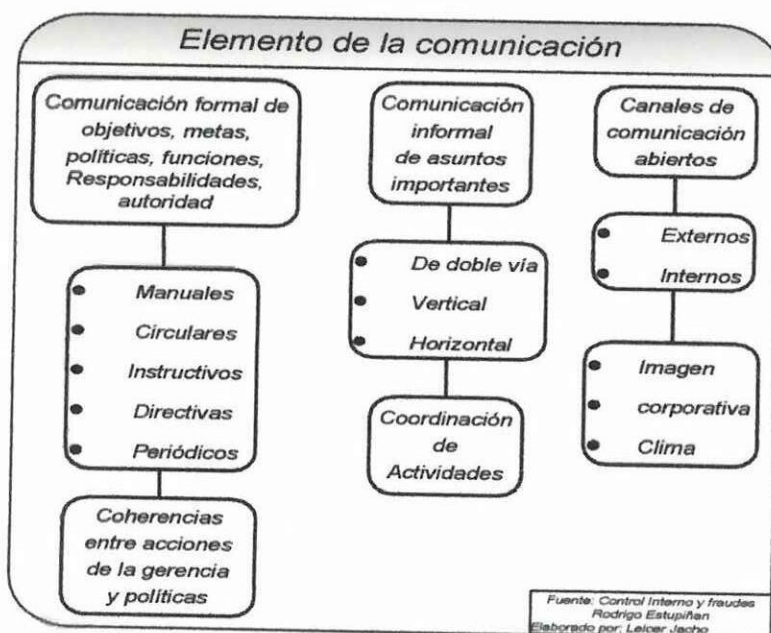 Elemento de la comunicación
Comunicación formal de
objetivos, metas,
políticas, funciones,
Responsabilidades,
autoridad
Manuales
Circulares
Instructivos
Directivas
Periódicos
Coherencias
entre acciones
de la gerencia
y políticas
Comunicación
informal
de asuntos
importantes
De doble vía
Vertical
Horizontal
Coordinación
de
Actividades
Canales de
comunicación
abiertos
Externos
Internos
Imagen
corporativa
Clima
Fuente: Control Interno y fraudes
Rodrigo Estupiñan
Elaborado por: Leicer Jacho